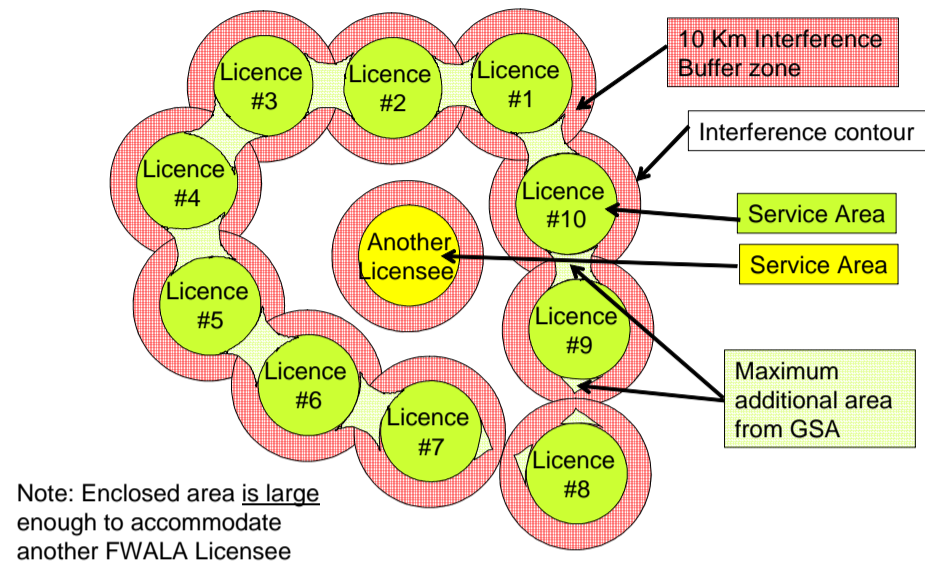 Licence
#3
Licence
#2
Licence
#1
10 Km Interference
Buffer zone
Interference contour
Licence
#4
Licence
#10
Service Area
Another
Licensee
Service Area
Licence
#5
Licence
#9
Licence
#6
Maximum
additional area
from GSA
Licence
#7
Licence
#8
Note: Enclosed area is large
enough to accommodate
another FWALA Licensee